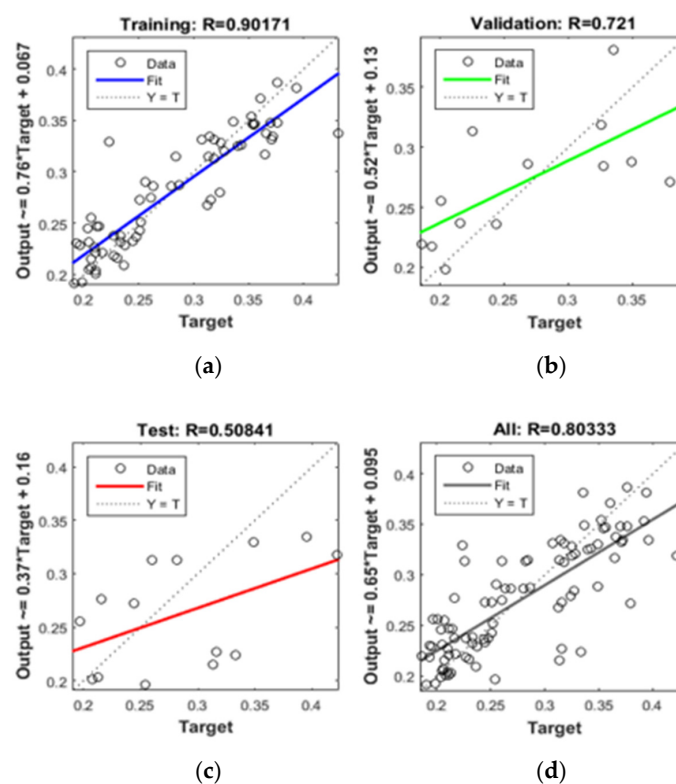 Training: R=0.90171
Output ~= 0.76*Target + 0.067
0.4
0.35
0.3
0.25
0.2
Data
Fit
Y = T
0.2 0.25 0.3 0.35 0.4
Target
(a)
Validation: R=0.721
Output ~= 0.52*Target + 0.13
0.35
0.3
0.25
0.2
Data
Fit
Y = T
0.2 0.25 0.3 0.35
Target
(b)
Test: R=0.50841
Output ~= 0.37*Target + 0.16
0.4
0.35
0.3
0.25
0.2
Data
Fit
Y = T
0.2 0.25 0.3 0.35 0.4
Target
(c)
All: R=0.80333
Output ~= 0.65*Target + 0.095
0.4
0.35
0.3
0.25
0.2
Data
Fit
Y = T
0.2 0.25 0.3 0.35 0.4
Target
(d)